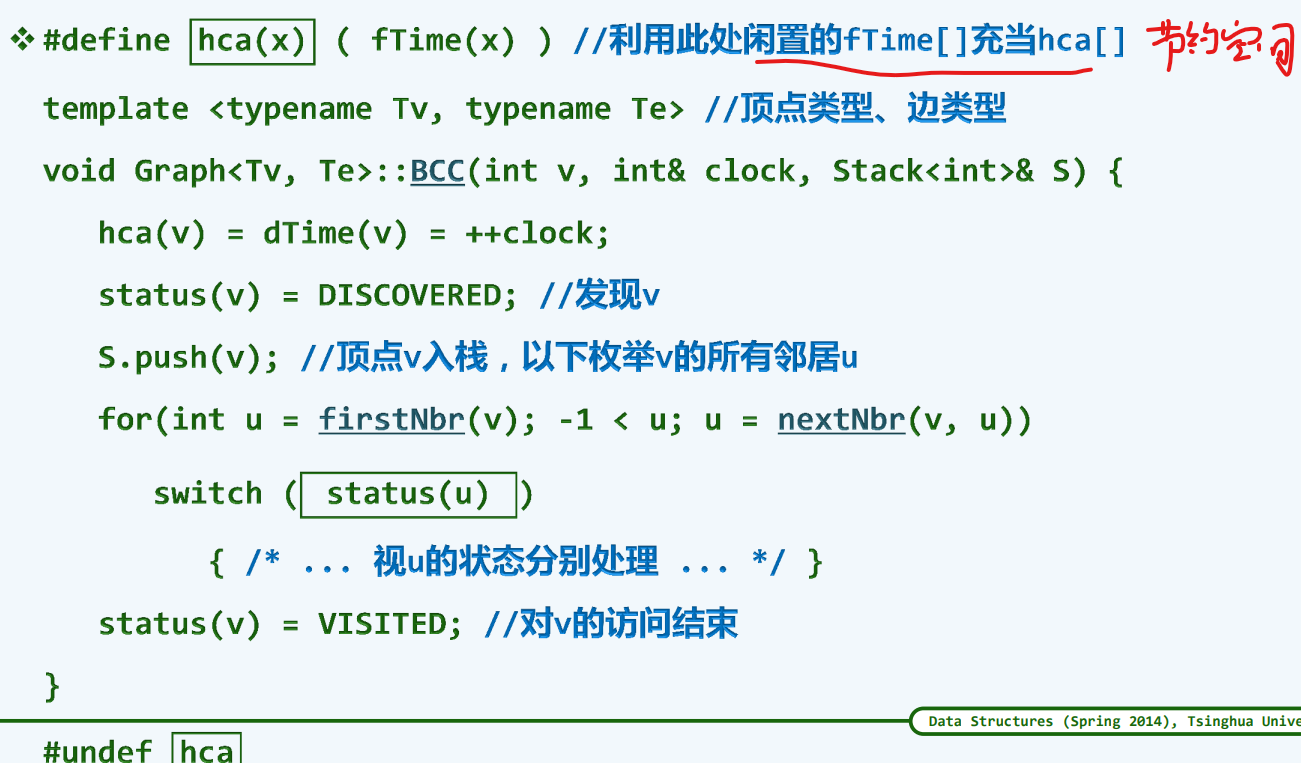 ❖ #define hca(x) ( fTime(x) ) //利用此处闲置的fTime[]充当hca[] 节约空间
template <typename Tv, typename Te> //顶点类型、边类型
void Graph<Tv, Te>::BCC(int v, int& clock, Stack<int>& S) {
hca(v) = dTime(v) = ++clock;
status(v) = DISCOVERED; //发现v
S.push(v); //顶点v入栈，以下枚举v的所有邻居u
for(int u = firstNbr(v); -1 < u; u = nextNbr(v, u))
switch ( status(u) )
{ /* ... 视u的状态分别处理 ... */ }
status(v) = VISITED; //对v的访问结束
}
Data Structures (Spring 2014), Tsinghua Unive
#undef hca